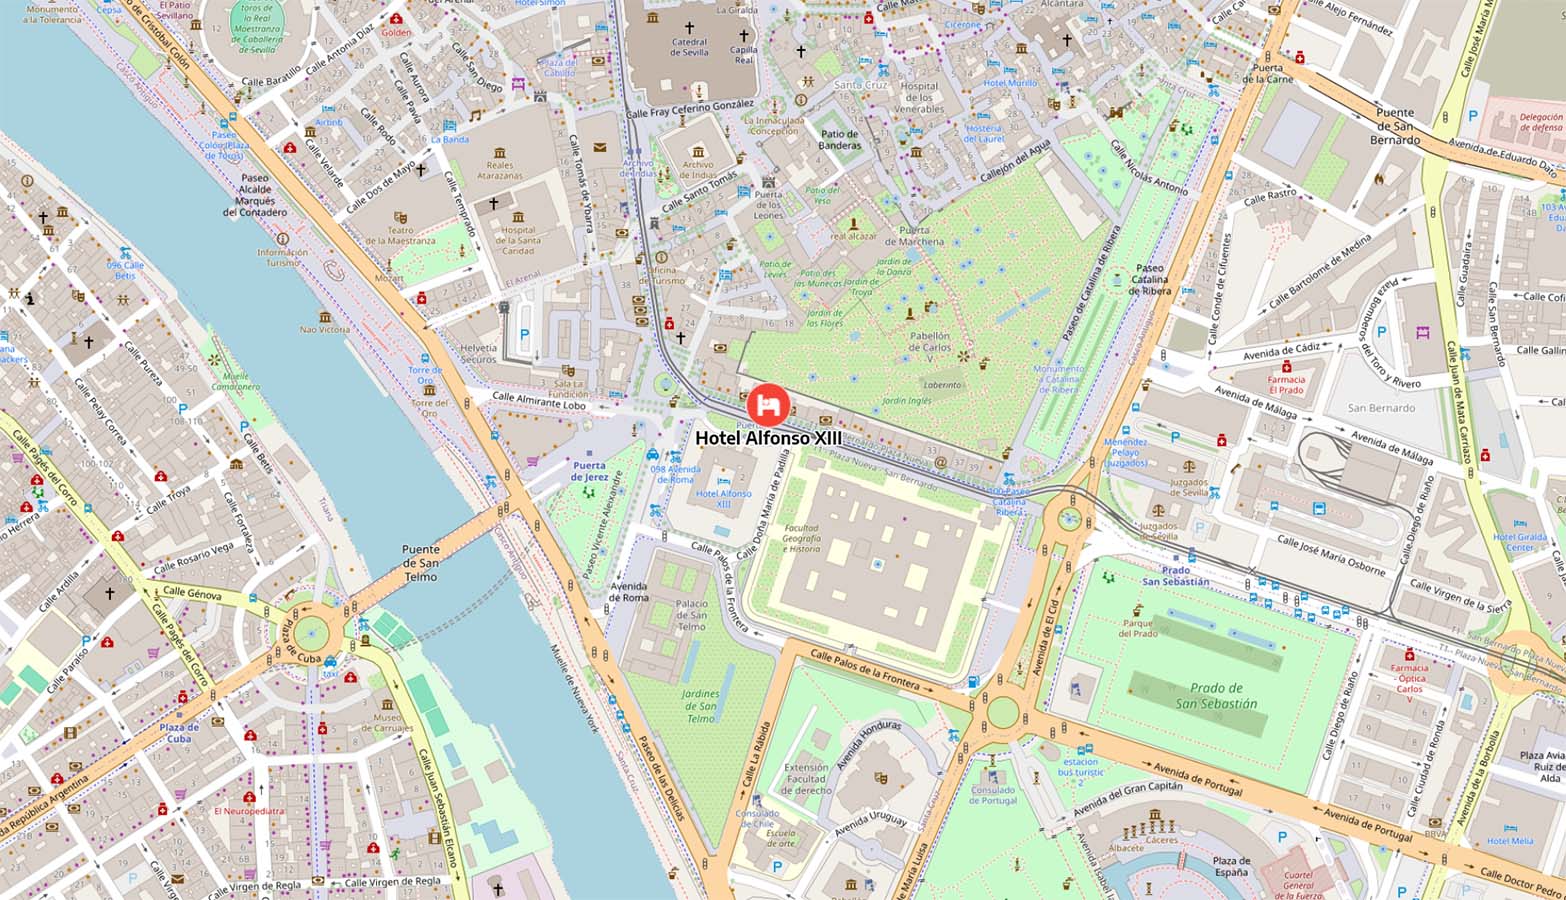 Monumento
a la Tolerancia
Cepsa
El Patio
Sevillano
Toros de
la Real
Maestranza
de Caballería
de Sevilla
Golden
Hotel Simón
La Giralda
Catedral
de Sevilla
Capilla
Real
Cicerone
Alcántara
Calle Alejo Fernández
Calle José María M
Paseo de Cristóbal Colón
Calle Baratillo
Calle Antonia Díaz
Calle Aurora
Calle Pavía
Calle San Diego
Plaza de
Cabildo
Santa Cruz
Hospital
de los
Venerables
Hotel Murillo
Puerta
de la Carne
Calle Fray Ceferino González
La Inmaculada
Concepción
Patio de
Banderas
Hostería
del Laurel
Santa Cruz
Puente
de San
Bernardo
Delegación
de defensa
Avenida de Eduardo Dato
Airbnb
Calle Rodo
La Banda
Paseo
Colón (Plaza
de Toros)
Calle Velarde
Calle Dos de Mayo
Reales
Atarazanas
Calle Tomás de Ybarra
Archivo
de Indias
Archivo
de Indias
Calle Santo Tomás
Callejón del Agua
Calle Nicolás Antonio
Paseo
Alcalde
Marqués
del Contadero
Calle Temprado
Teatro
de la Maestranza
Hospital
de la Santa
Caridad
Puerta
de los
Leones
Patio del
Yeso
real alcázar
Puerta
de Marchena
Calle Rastro
Información
Turismo
El Arenal
Mozart
Oficina
de Turismo
Patio de
Levíes
Patio de
las Muñecas
Jardín de
la Danza
Jardín de
Troya
Jardín de
las Flores
Paseo de Catalina de Ribera
Paseo
Catalina
de Ribera
Calle Conde de Cifuentes
Calle Bartolomé de Medina
Plaza Bomberos del Toro y Rivero
Calle Guadaira
Calle San Bernardo
Calle Cofi
096 Calle
Betis
Nao Victoria
Helvetia
Seguros
Pabellón
de Carlos
V
Casco Antiguo
Avenida de Cádiz
Calle Gallin
Calle Pureza
Muelle
Camaronero
Torre de
Oro
Torre del
Oro
Sala La
Fundición
Calle Almirante Lobo
Laberinto
Jardín Inglés
Monumento
a Catalina
de Ribera
Farmacia
El Prado
Avenida de Málaga
San Bernardo
Calle Juan de Mata Carriazo
Calle Pelay Correa
Calle Betis
Hotel Alfonso XIII
Menéndez
Pelayo
(Juzgados)
Avenida de Málaga
Calle Pagés del Corro
Calle Troya
Calle Fortaleza
Triana
Puerta
de Jerez
Paseo Vicente Aleixandre
098 Avenida
de Roma
Hotel Alfonso
XIII
Calle Doña María de Padilla
T1: Plaza Nueva - San Bernardo
100 Paseo
Catalina
Ribera
Juzgados
de Sevilla
Juzgados
de Sevilla
Calle Diego de Riaño
Hotel Giralda
Center
Calle Rosario Vega
Puente
de San
Telmo
Casco Antiguo
Facultad
Geografía
e Historia
Calle José María Osborne
Calle Ardilla
Calle Génova
Avenida
de Roma
Calle Palos de la Frontera
Prado
San Sebastián
Calle Virgen de la Sierra
Palacio
de San
Telmo
Parque
del Prado
Plaza de
Cuba
Calle Palos de la Frontera
Avenida de El Cid
Calle Paraíso
Calle Pagés del Corro
taxi
Muelle de Nueva York
Jardines
de San
Telmo
Prado de
San Sebastián
Farmacia
- Óptica
Carlos
V
Plaza de
Cuba
Museo
de Carruajes
Avenida Honduras
Calle Diego de Riaño
Calle Ciudad de Ronda
Avenida de la Borbolla
Paseo de las Delicias
Calle La Rábida
Extensión
Facultad
de derecho
Consulado
de Portugal
estación
bus turístic
2
Avenida de Portugal
Plaza Avia
Ruiz de
Alda
Calle Juan Sebastián Elcano
Avenida del Gran Capitán
El Neuropediatra
Consulado
de Chile
Avenida Uruguay
Escuela
de arte
Albacete
Cáceres
Avenida de Portugal
BBVA
Hotel Meliá
Plaza de
España
Cuartel
General
de la Fuerza
Calle Virgen de Regla
Calle Virgen de Regla
Calle Doctor Pedro